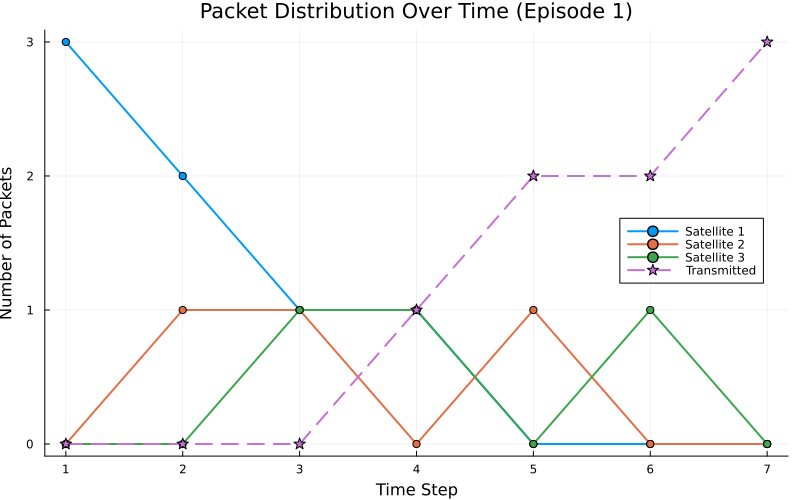 Packet Distribution Over Time (Episode 1)
Number of Packets
3
2
1
0
Satellite 1
Satellite 2
Satellite 3
Transmitted
1 2 3 4 5 6 7
Time Step